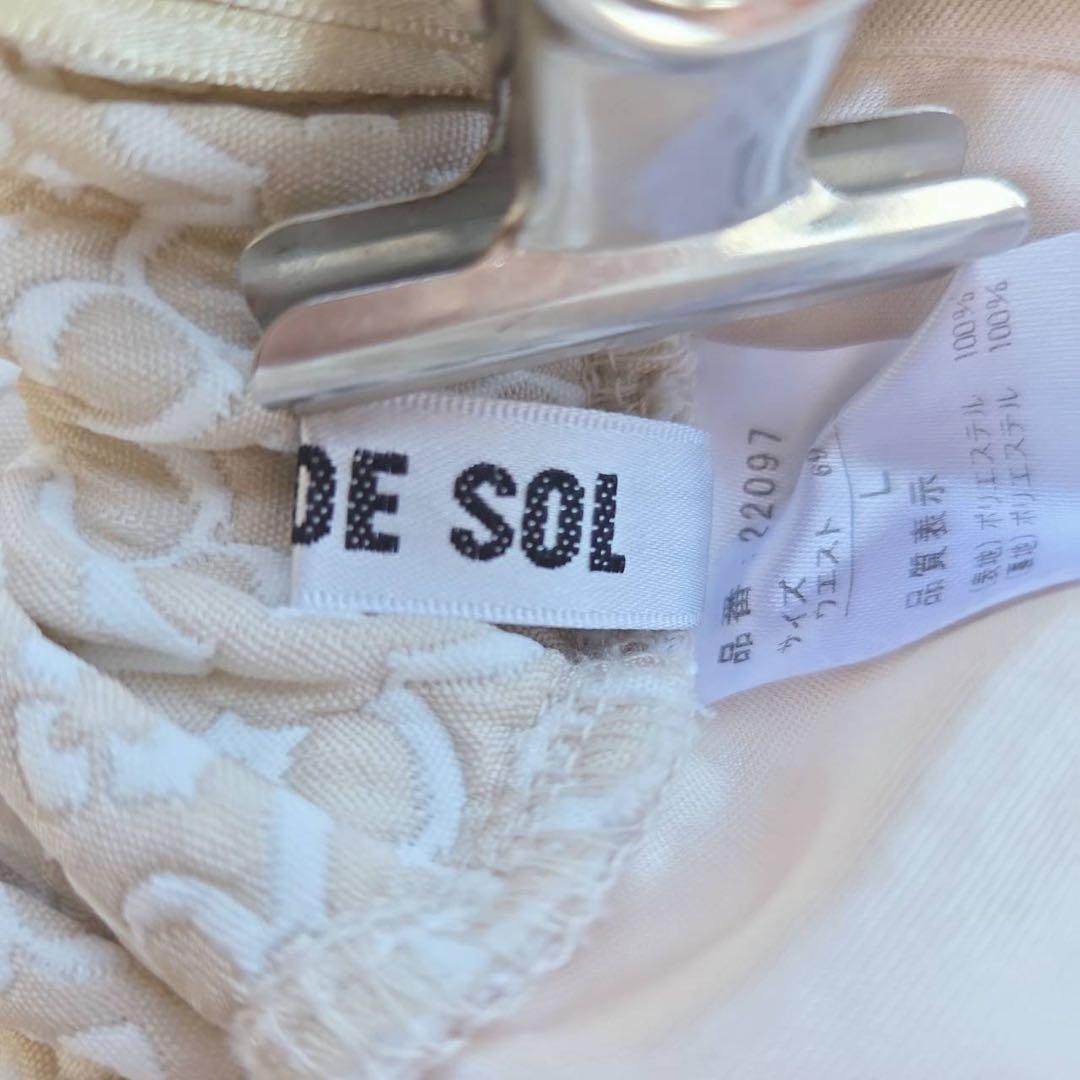 DE SOL
品番 22097
サイズ
ウエスト
L
品質表示
(表地) ポリエステル 100%
(裏地) ポリエステル 100%